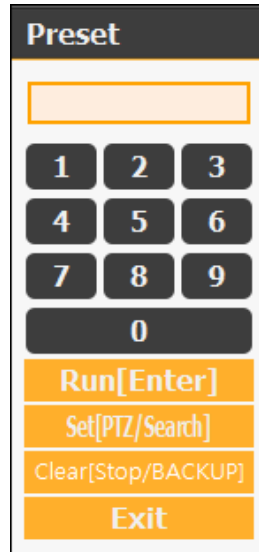 Preset
1 2 3
4 5 6
7 8 9
0
Run[Enter]
Set[PTZ/Search]
Clear[Stop/BACKUP]
Exit